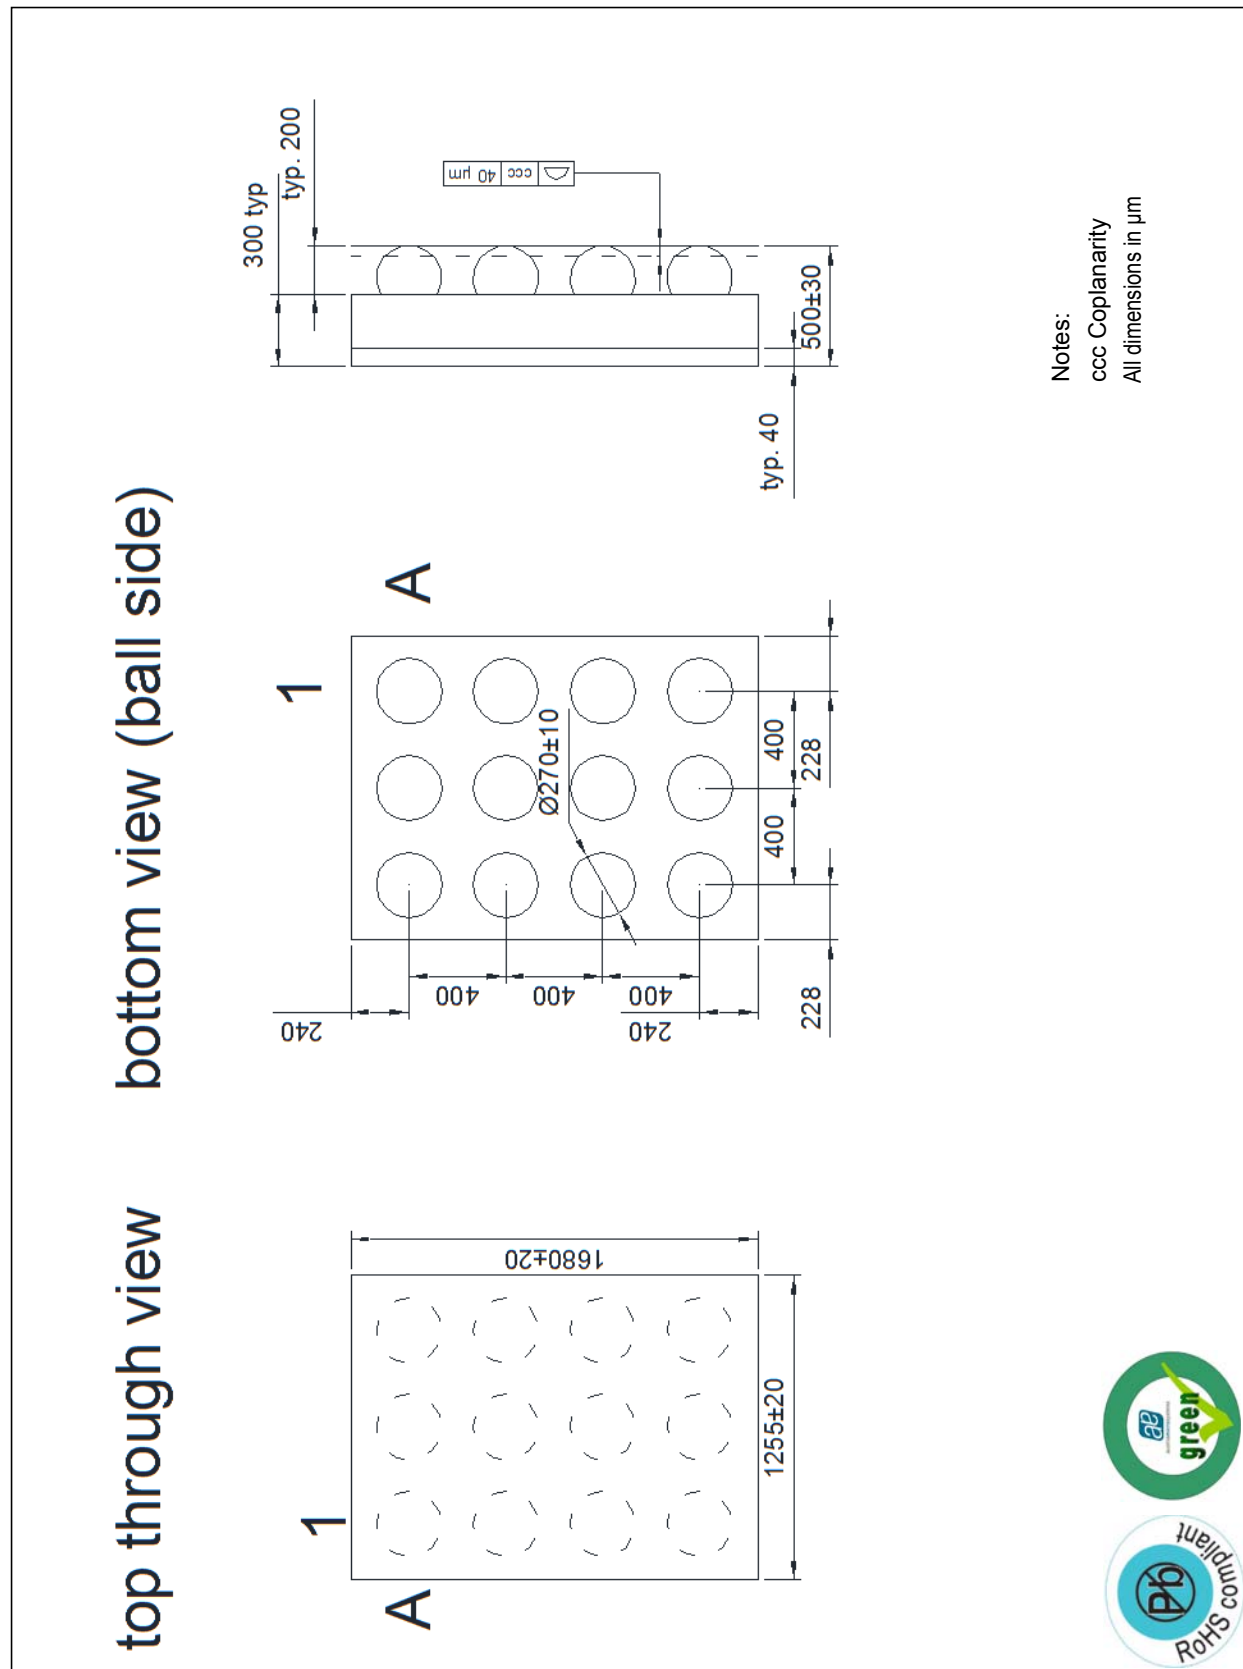 top through view
bottom view (ball side)
1
A
1680±20
1255±20
1
A
240
400
400
400
240
Ø270±10
400
400
228
228
300 typ
typ. 200
ccc
40 µm
typ. 40
500±30
Notes:
ccc Coplanarity
All dimensions in µm
Pb
RoHS compliant
green